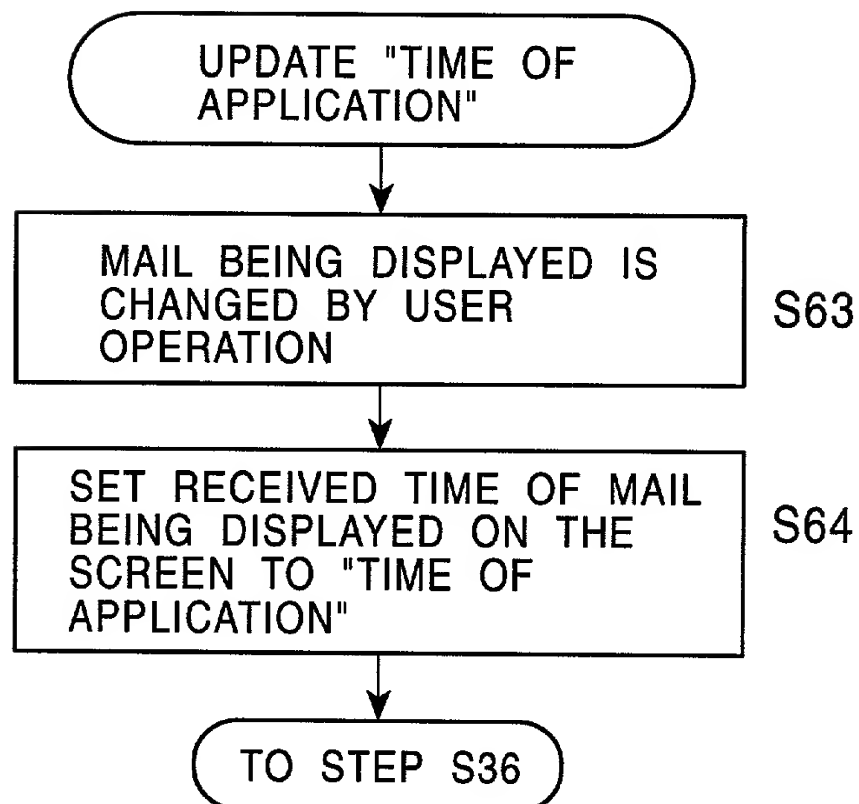 UPDATE "TIME OF
APPLICATION"
MAIL BEING DISPLAYED IS
CHANGED BY USER
OPERATION
S63
SET RECEIVED TIME OF MAIL
BEING DISPLAYED ON THE
SCREEN TO "TIME OF
APPLICATION"
S64
TO STEP S36